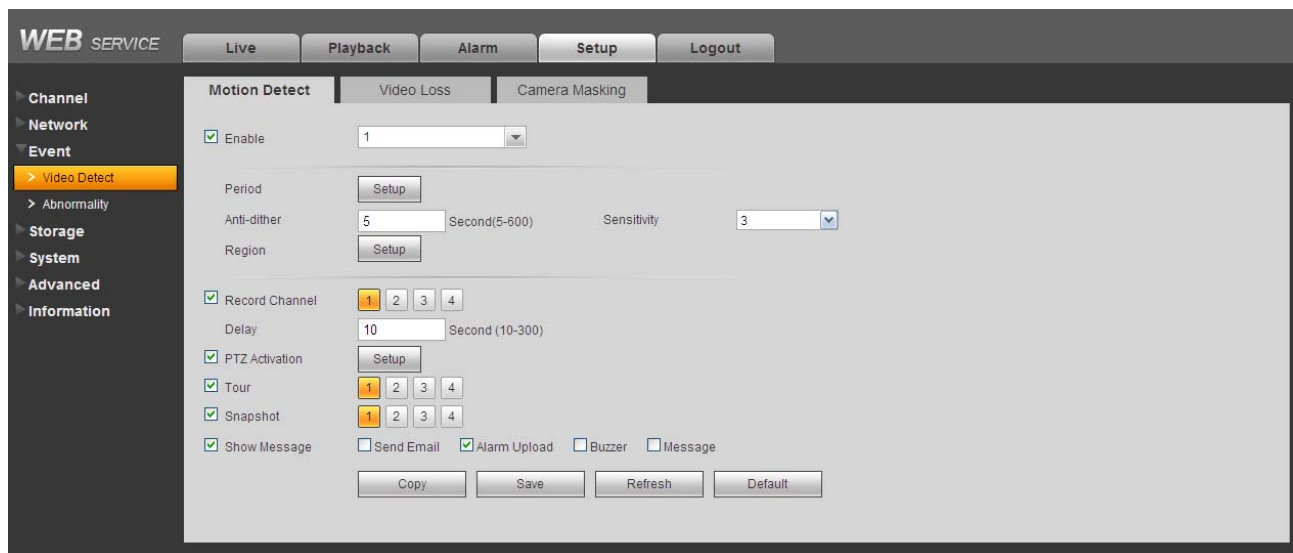 WEB SERVICE
Live Playback Alarm Setup Logout
Channel
Network
Event
> Video Detect
> Abnormality
Storage
System
Advanced
Information
Motion Detect Video Loss Camera Masking
Enable 1
Period Setup
Anti-dither 5 Second(5-600) Sensitivity 3
Region Setup
Record Channel 1 2 3 4
Delay 10 Second (10-300)
PTZ Activation Setup
Tour 1 2 3 4
Snapshot 1 2 3 4
Show Message Send Email Alarm Upload Buzzer Message
Copy Save Refresh Default